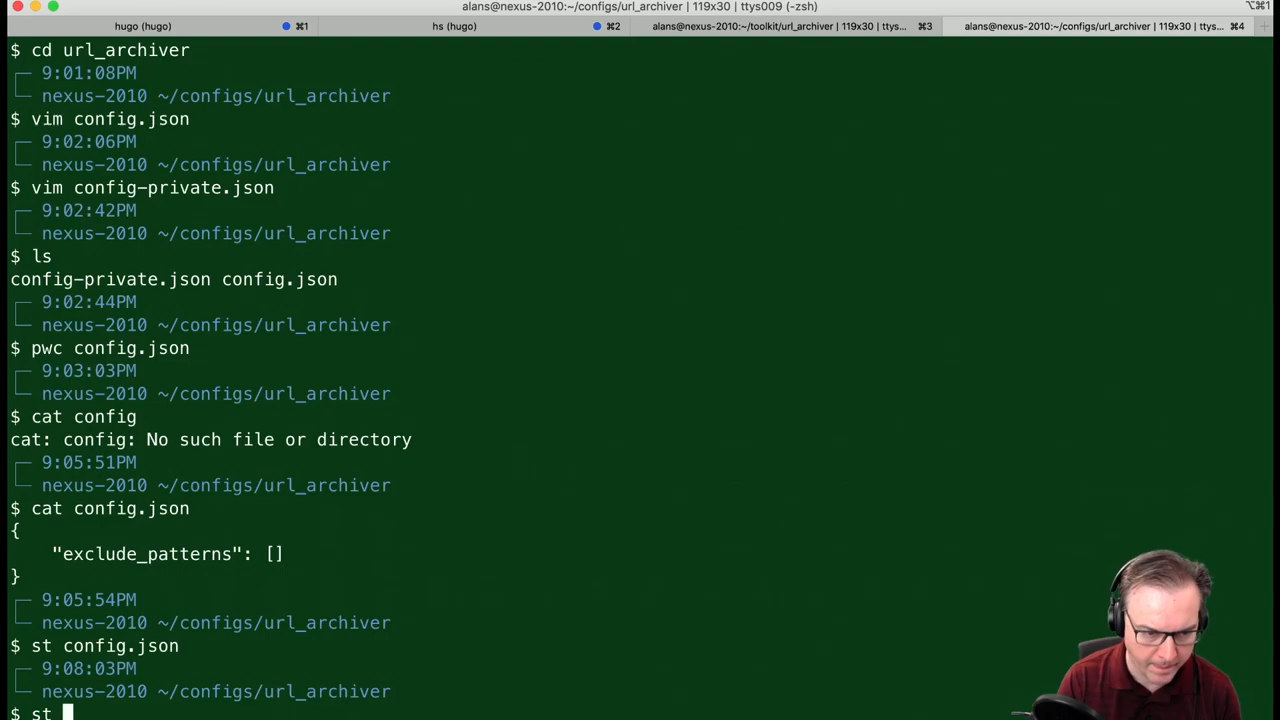 alans@nexus-2010:~/configs/url_archiver | 119x30 | ttys009 (-zsh)
⌥⌘1
hugo (hugo) ⌘1
hs (hugo) ⌘2
alans@nexus-2010:~/toolkit/url_archiver | 119x30 | ttys... ⌘3
alans@nexus-2010:~/configs/url_archiver | 119x30 | ttys... ⌘4
$ cd url_archiver
9:01:08PM
nexus-2010 ~/configs/url_archiver
$ vim config.json
9:02:06PM
nexus-2010 ~/configs/url_archiver
$ vim config-private.json
9:02:42PM
nexus-2010 ~/configs/url_archiver
$ ls
config-private.json config.json
9:02:44PM
nexus-2010 ~/configs/url_archiver
$ pwc config.json
9:03:03PM
nexus-2010 ~/configs/url_archiver
$ cat config
cat: config: No such file or directory
9:05:51PM
nexus-2010 ~/configs/url_archiver
$ cat config.json
{
"exclude_patterns": []
}
9:05:54PM
nexus-2010 ~/configs/url_archiver
$ st config.json
9:08:03PM
nexus-2010 ~/configs/url_archiver
$ st